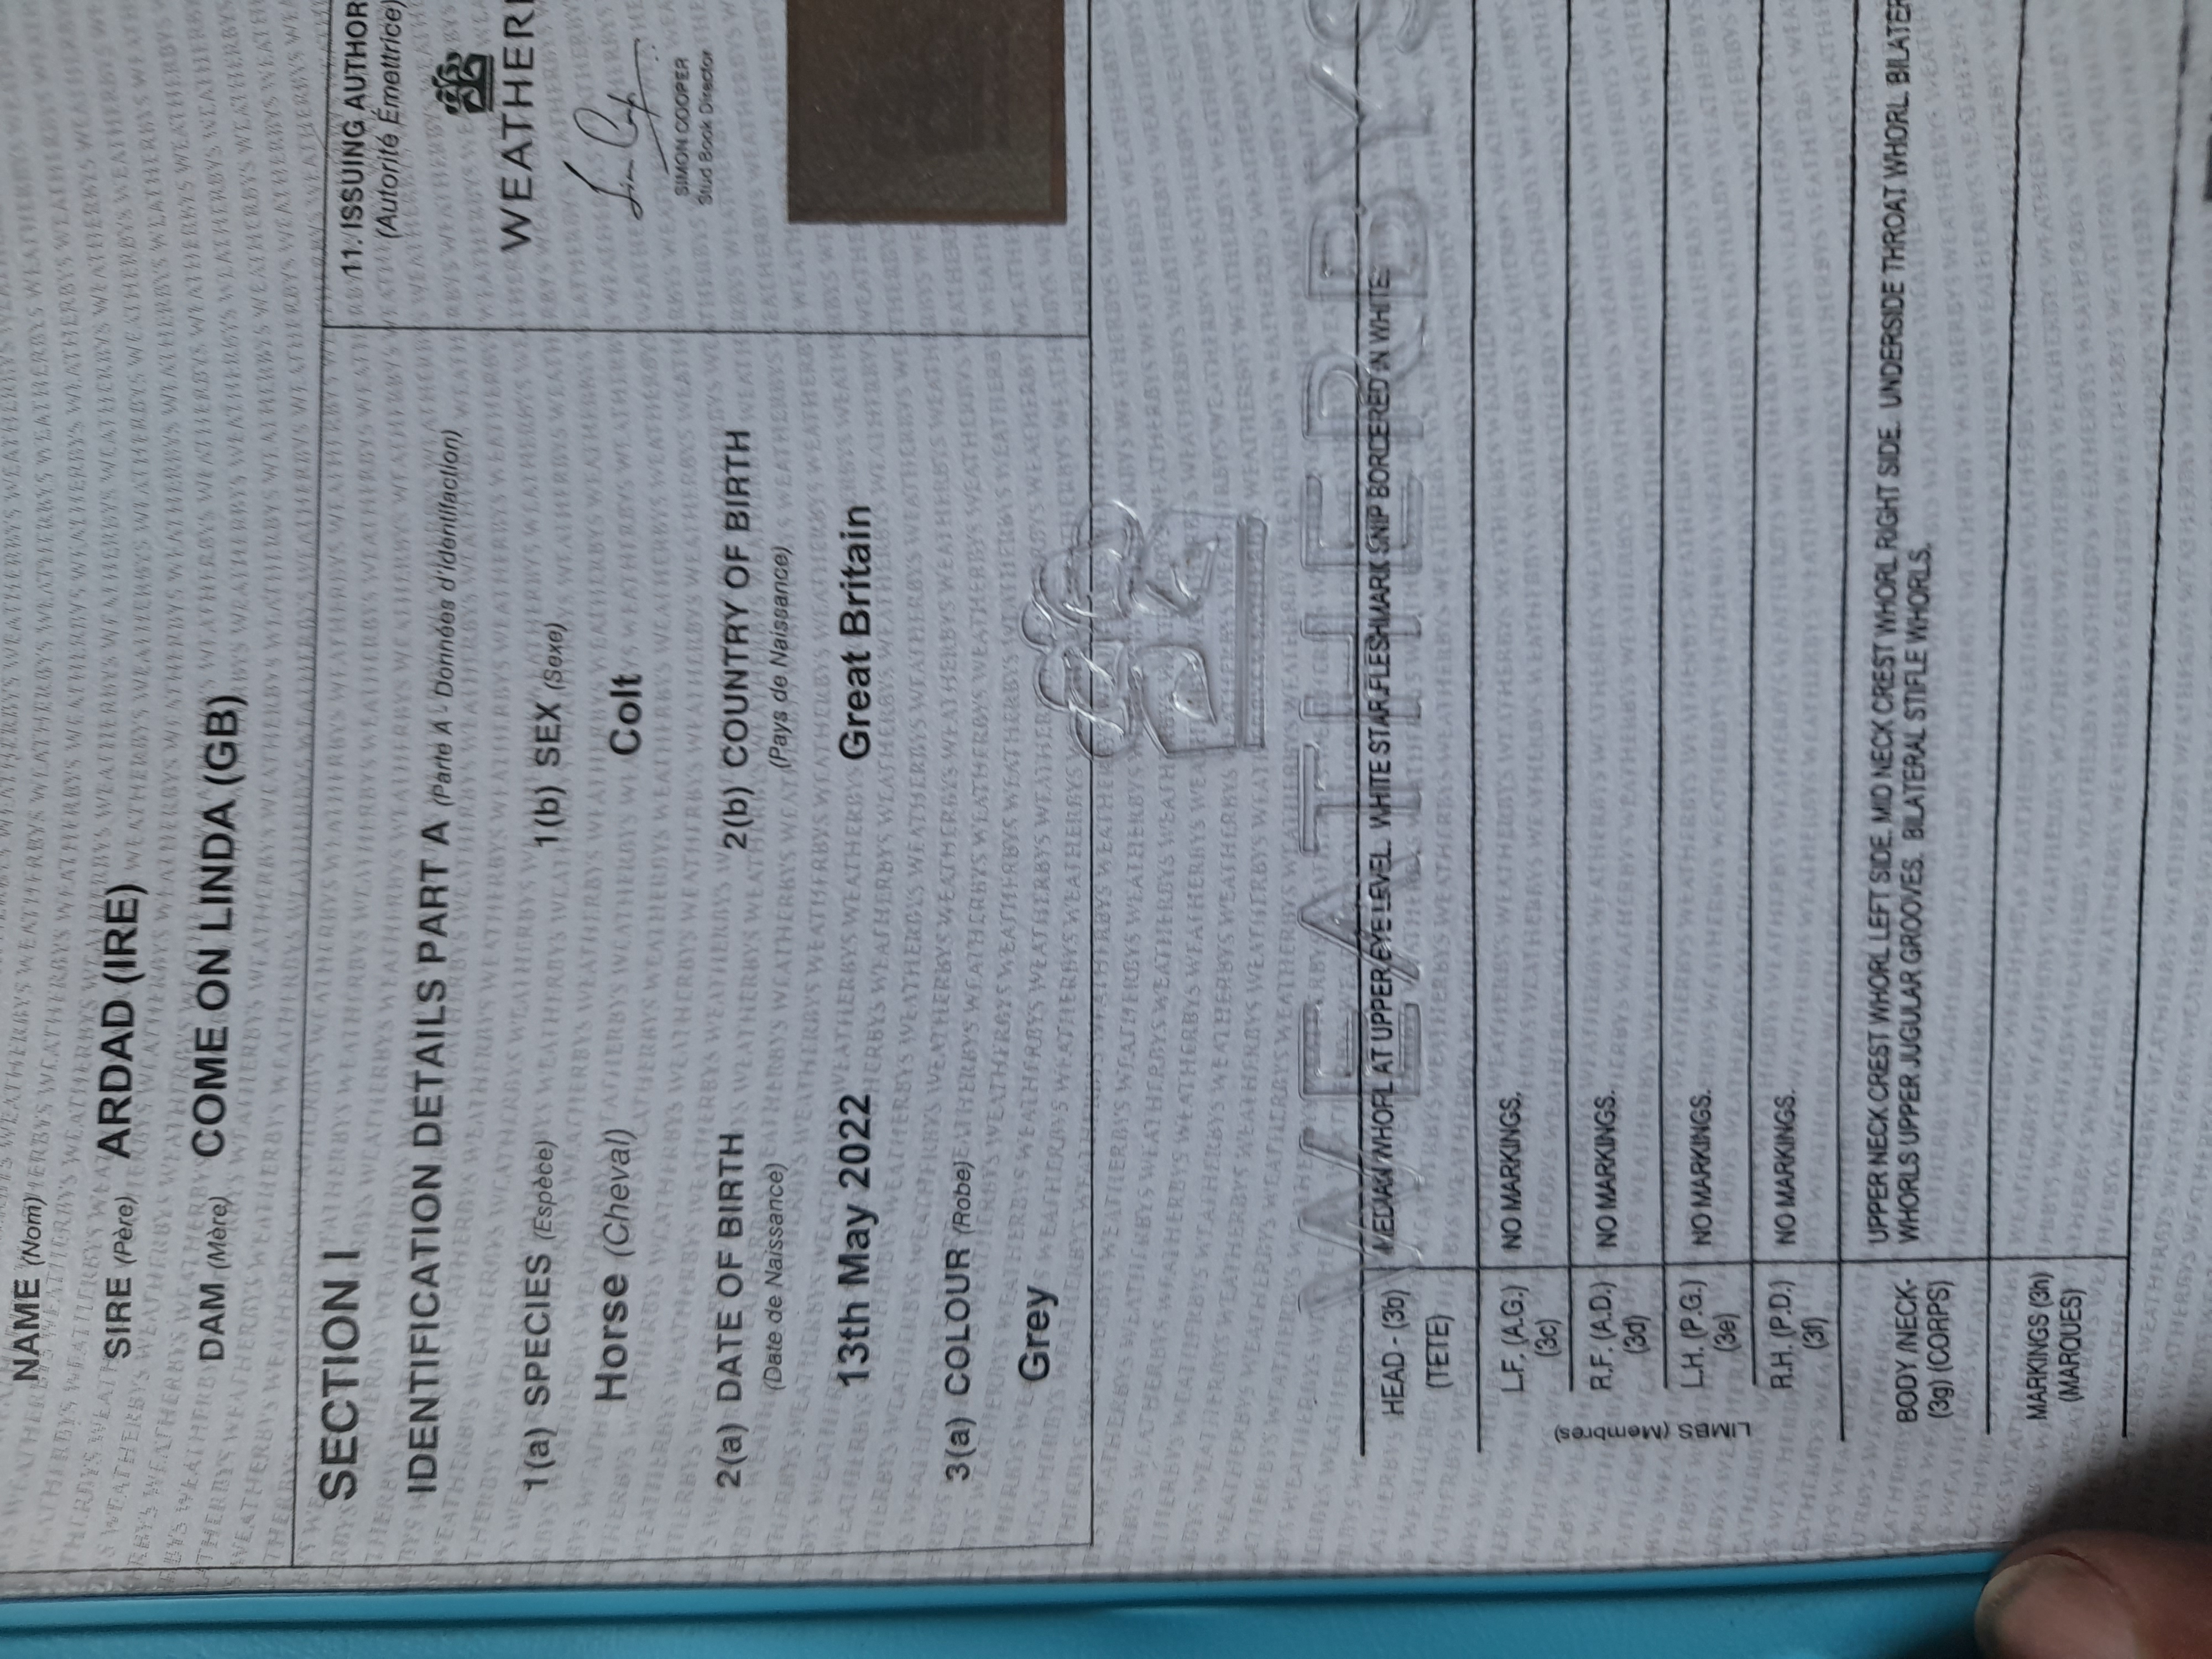 NAME (Nom)
SIRE (Père) ARDAD (IRE)
DAM (Mère) COME ON LINDA (GB)
SECTION I
IDENTIFICATION DETAILS PART A (Partie A - Données d'identifiaction)
1(a) SPECIES (Espèce)
Horse (Cheval)
1(b) SEX (Sexe)
Colt
2(a) DATE OF BIRTH
(Date de Naissance)
13th May 2022
2(b) COUNTRY OF BIRTH
(Pays de Naissance)
Great Britain
3(a) COLOUR (Robe)
Grey
11. ISSUING AUTHOR
(Autorité Émettrice)
WEATHER
SIMON COOPER
Stud Book Director
WEATHERBYS
HEAD - (3b)
(TETE)
MEDIAN WHORL AT UPPER EYE LEVEL. WHITE STAR. FLESHMARK SNIP BORDERED IN WHITE.
LIMBS (Membres)
L.F. (A.G.)
(3c)
NO MARKINGS.
R.F. (A.D.)
(3d)
NO MARKINGS.
L.H. (P.G.)
(3e)
NO MARKINGS.
R.H. (P.D.)
(3f)
NO MARKINGS.
BODY /NECK-
(3g) (CORPS)
UPPER NECK CREST WHORL LEFT SIDE. MID NECK CREST WHORL RIGHT SIDE. UNDERSIDE THROAT WHORL. BILATER
WHORLS UPPER JUGULAR GROOVES. BILATERAL STIFLE WHORLS.
MARKINGS (3h)
(MARQUES)